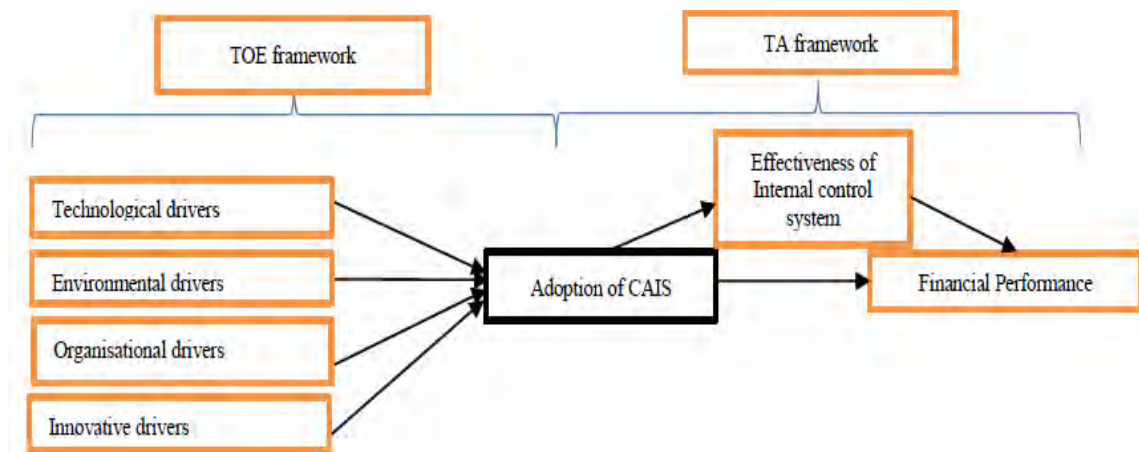 TOE framework
TA framework
Effectiveness of
Internal control
system
Technological drivers
Environmental drivers
Adoption of CAIS
Financial Performance
Organisational drivers
Innovative drivers